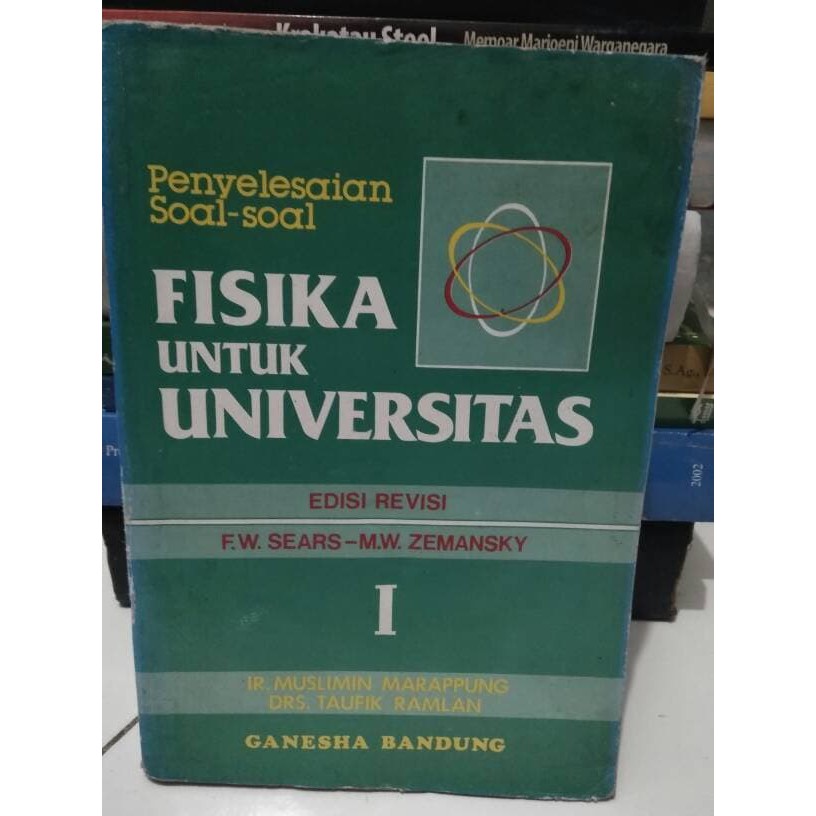 Krakatau Steel Memoar Marjoeni Warganegara
Penyelesaian
Soal-soal
FISIKA
UNTUK
UNIVERSITAS
EDISI REVISI
F.W. SEARS-M.W. ZEMANSKY
I
IR. MUSLIMIN MARAPPUNG
DRS. TAUFIK RAMLAN
GANESHA BANDUNG
2002